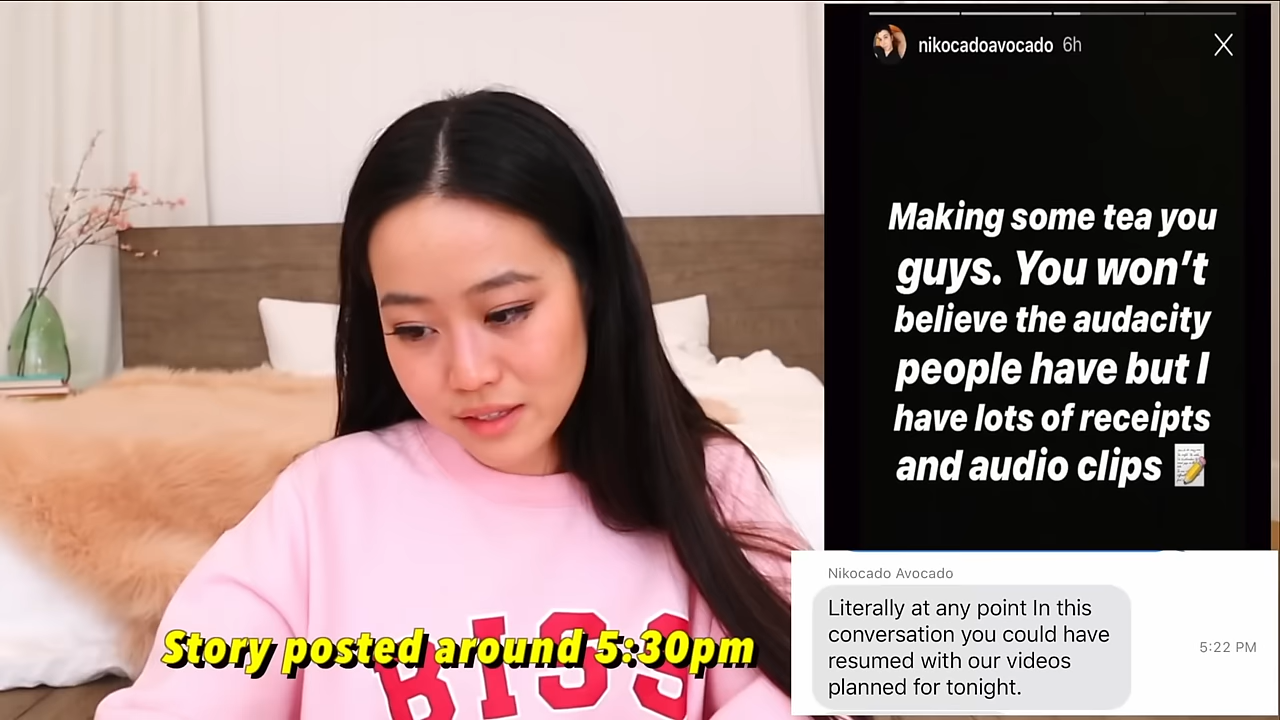 nikocadoavocado 6h
Making some tea you
guys. You won't
believe the audacity
people have but I
have lots of receipts
and audio clips 📝
Nikocado Avocado
Literally at any point In this
conversation you could have
resumed with our videos
planned for tonight.
5:22 PM
Story posted around 5:30pm
BISS